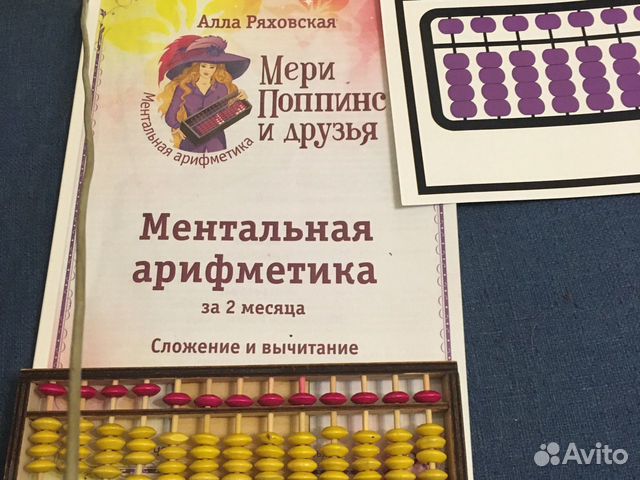 Алла Ряховская
Мери
Поппинс
и друзья
Ментальная арифметика
Ментальная
арифметика
за 2 месяца
Сложение и вычитание
Avito